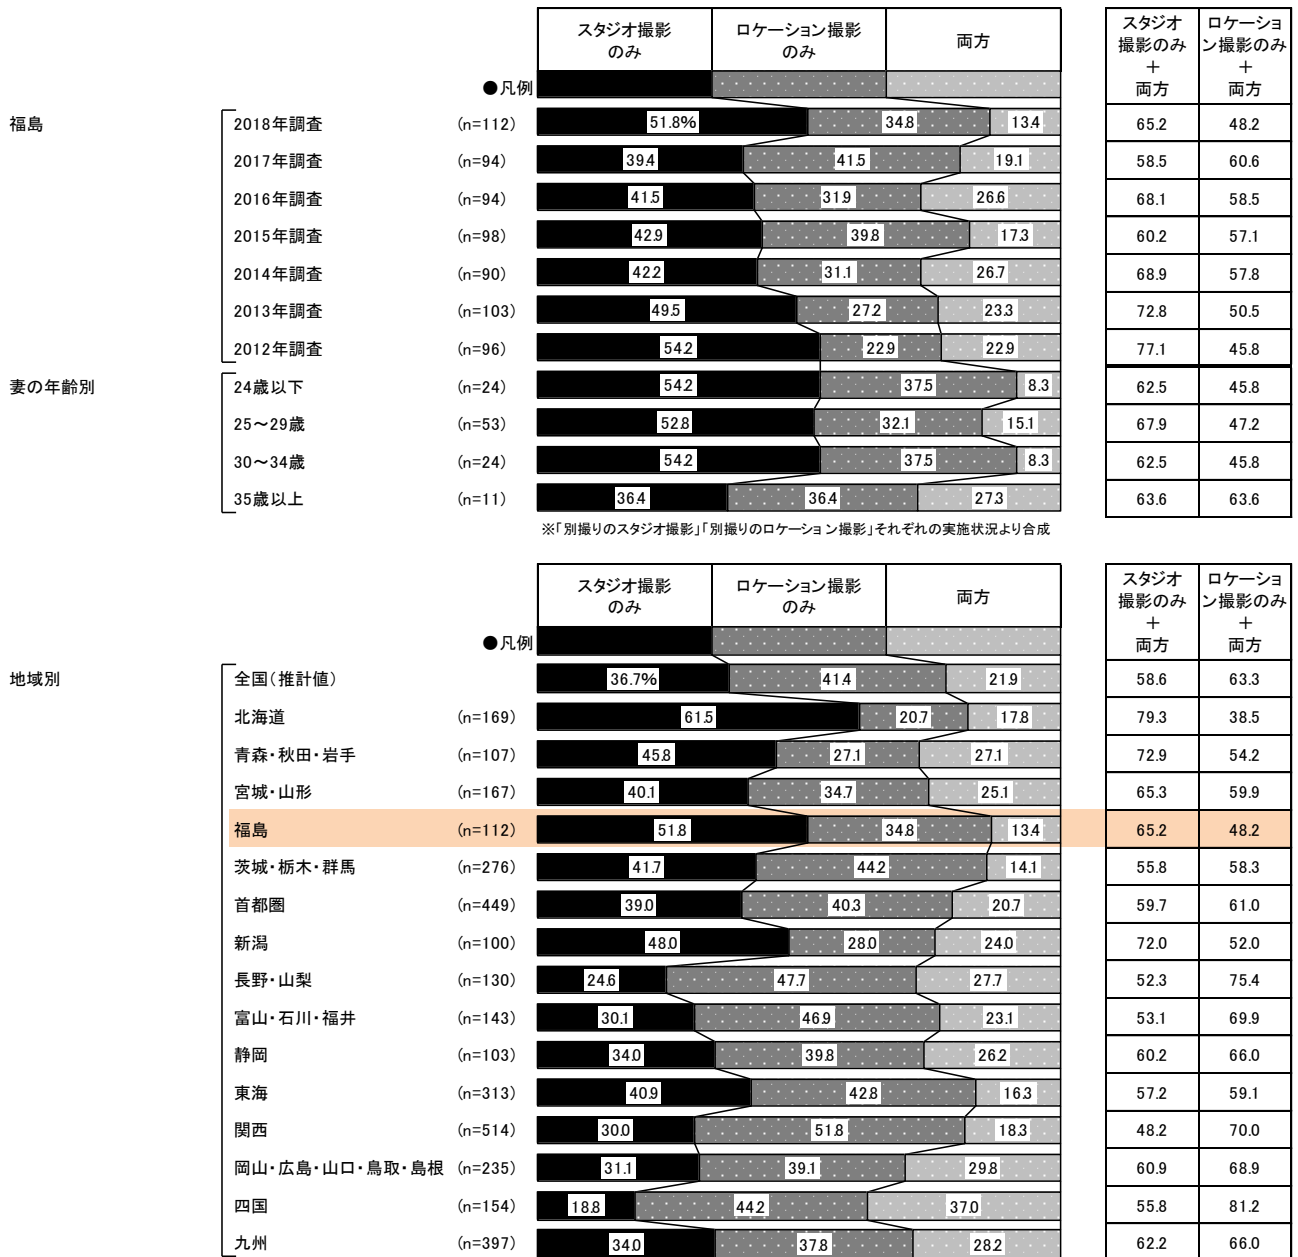 スタジオ撮影のみ ロケーション撮影のみ 両方 スタジオ撮影のみ＋両方 ロケーション撮影のみ＋両方
●凡例
福島 2018年調査 (n=112) 51.8% 34.8 13.4 65.2 48.2
2017年調査 (n=94) 39.4 41.5 19.1 58.5 60.6
2016年調査 (n=94) 41.5 31.9 26.6 68.1 58.5
2015年調査 (n=98) 42.9 39.8 17.3 60.2 57.1
2014年調査 (n=90) 42.2 31.1 26.7 68.9 57.8
2013年調査 (n=103) 49.5 27.2 23.3 72.8 50.5
2012年調査 (n=96) 54.2 22.9 22.9 77.1 45.8
妻の年齢別 24歳以下 (n=24) 54.2 37.5 8.3 62.5 45.8
25～29歳 (n=53) 52.8 32.1 15.1 67.9 47.2
30～34歳 (n=24) 54.2 37.5 8.3 62.5 45.8
35歳以上 (n=11) 36.4 36.4 27.3 63.6 63.6
※「別撮りのスタジオ撮影」「別撮りのロケーション撮影」それぞれの実施状況より合成
スタジオ撮影のみ ロケーション撮影のみ 両方 スタジオ撮影のみ＋両方 ロケーション撮影のみ＋両方
●凡例
地域別 全国(推計値) 36.7% 41.4 21.9 58.6 63.3
北海道 (n=169) 61.5 20.7 17.8 79.3 38.5
青森・秋田・岩手 (n=107) 45.8 27.1 27.1 72.9 54.2
宮城・山形 (n=167) 40.1 34.7 25.1 65.3 59.9
福島 (n=112) 51.8 34.8 13.4 65.2 48.2
茨城・栃木・群馬 (n=276) 41.7 44.2 14.1 55.8 58.3
首都圏 (n=449) 39.0 40.3 20.7 59.7 61.0
新潟 (n=100) 48.0 28.0 24.0 72.0 52.0
長野・山梨 (n=130) 24.6 47.7 27.7 52.3 75.4
富山・石川・福井 (n=143) 30.1 46.9 23.1 53.1 69.9
静岡 (n=103) 34.0 39.8 26.2 60.2 66.0
東海 (n=313) 40.9 42.8 16.3 57.2 59.1
関西 (n=514) 30.0 51.8 18.3 48.2 70.0
岡山・広島・山口・鳥取・島根 (n=235) 31.1 39.1 29.8 60.9 68.9
四国 (n=154) 18.8 44.2 37.0 55.8 81.2
九州 (n=397) 34.0 37.8 28.2 62.2 66.0